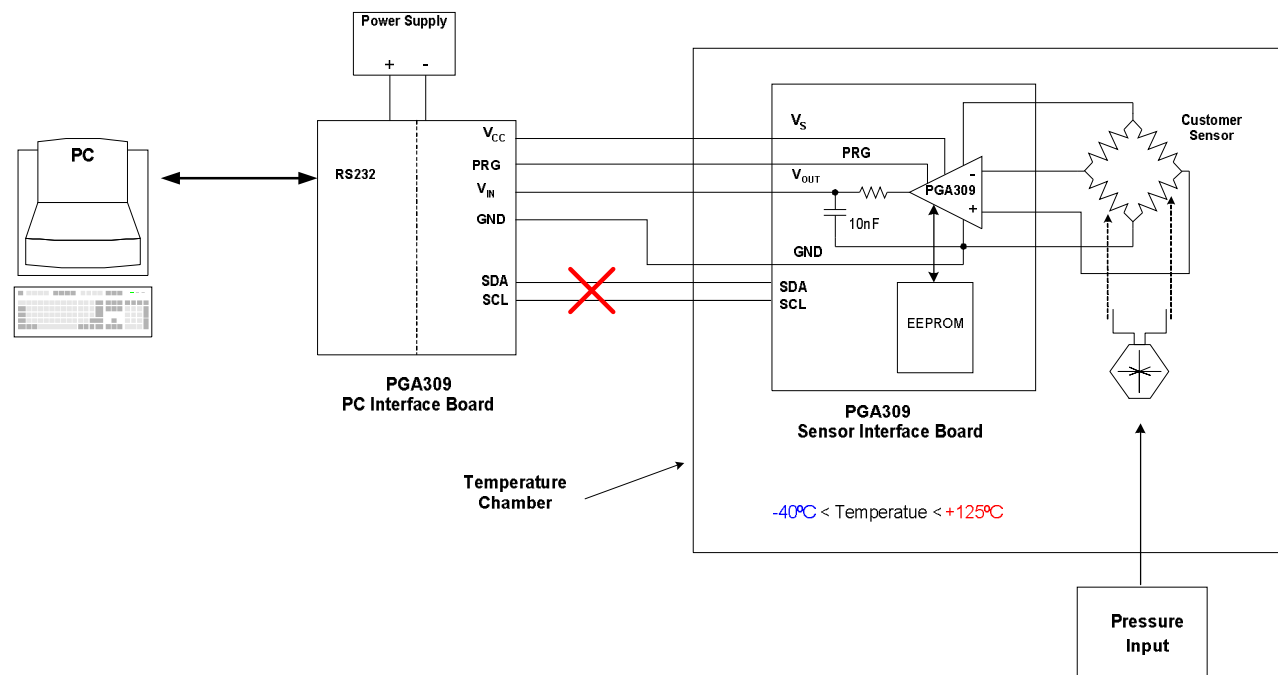 Power Supply
+ -
PC
RS232
VCC
PRG
VIN
GND
SDA
SCL
PGA309
PC Interface Board
VS
PRG
VOUT
10nF
GND
SDA
SCL
PGA309
-
+
EEPROM
Customer
Sensor
PGA309
Sensor Interface Board
Temperature
Chamber
-40ºC < Temperatue < +125ºC
Pressure
Input